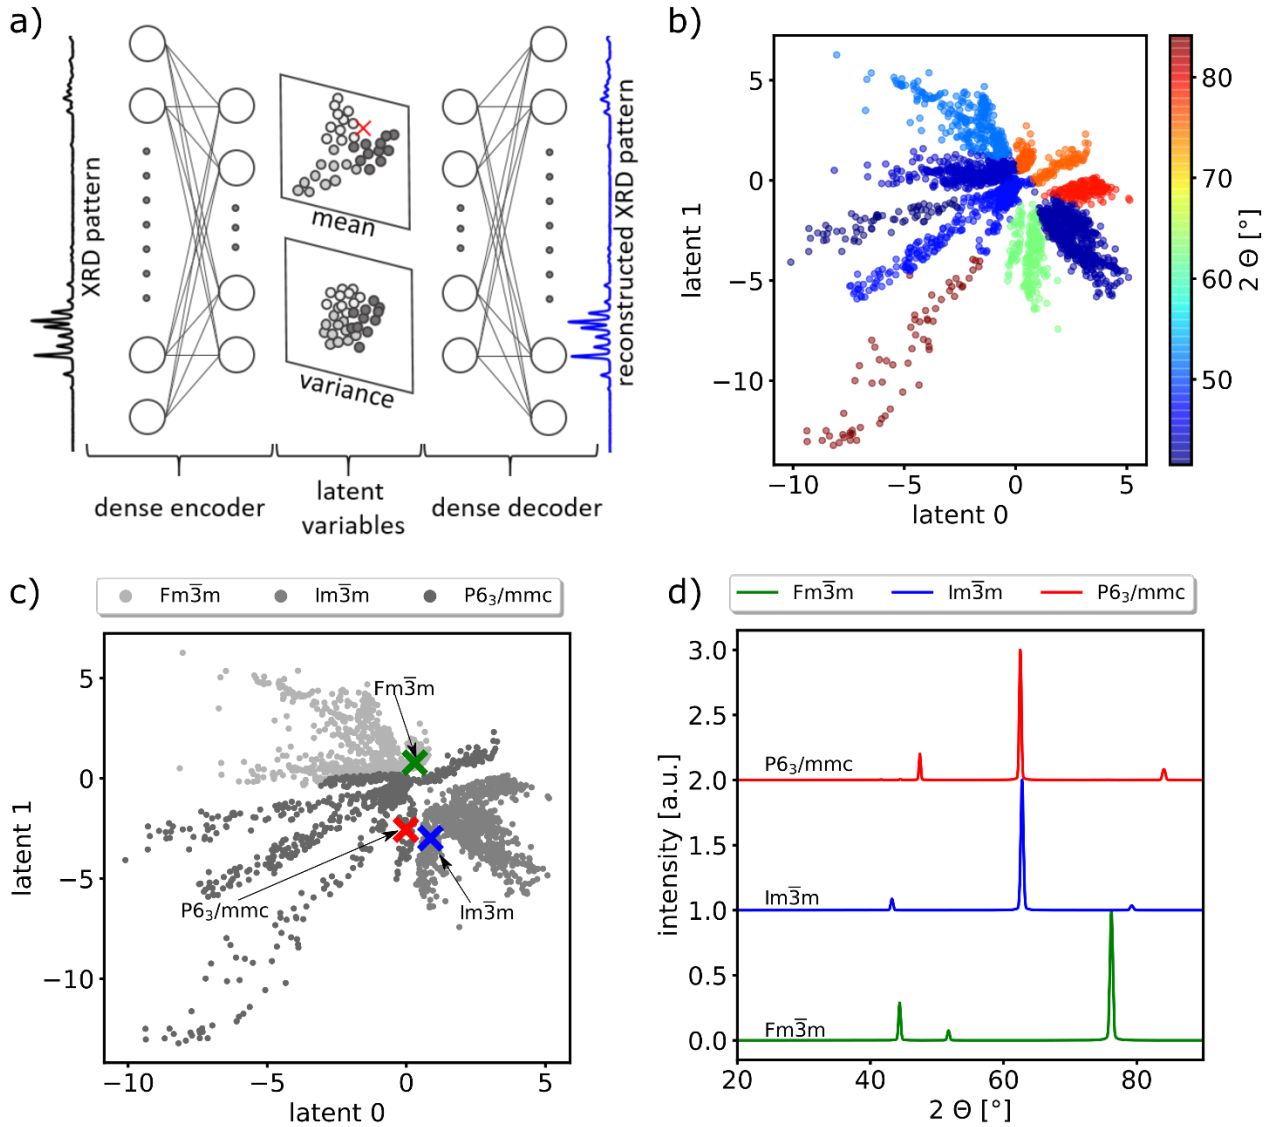 a)
XRD pattern
mean
variance
reconstructed XRD pattern
dense encoder
latent
variables
dense decoder
b)
5
0
−5
−10
latent 1
−10
−5
0
5
latent 0
80
70
60
50
2 Θ [°]
c)
Fm3̅m
Im3̅m
P6₃/mmc
5
0
−5
−10
latent 1
Fm3̅m
P6₃/mmc
Im3̅m
−10
−5
0
5
latent 0
d)
Fm3̅m
Im3̅m
P6₃/mmc
3.0
2.5
2.0
1.5
1.0
0.5
0.0
intensity [a.u.]
P6₃/mmc
Im3̅m
Fm3̅m
20
40
60
80
2 Θ [°]